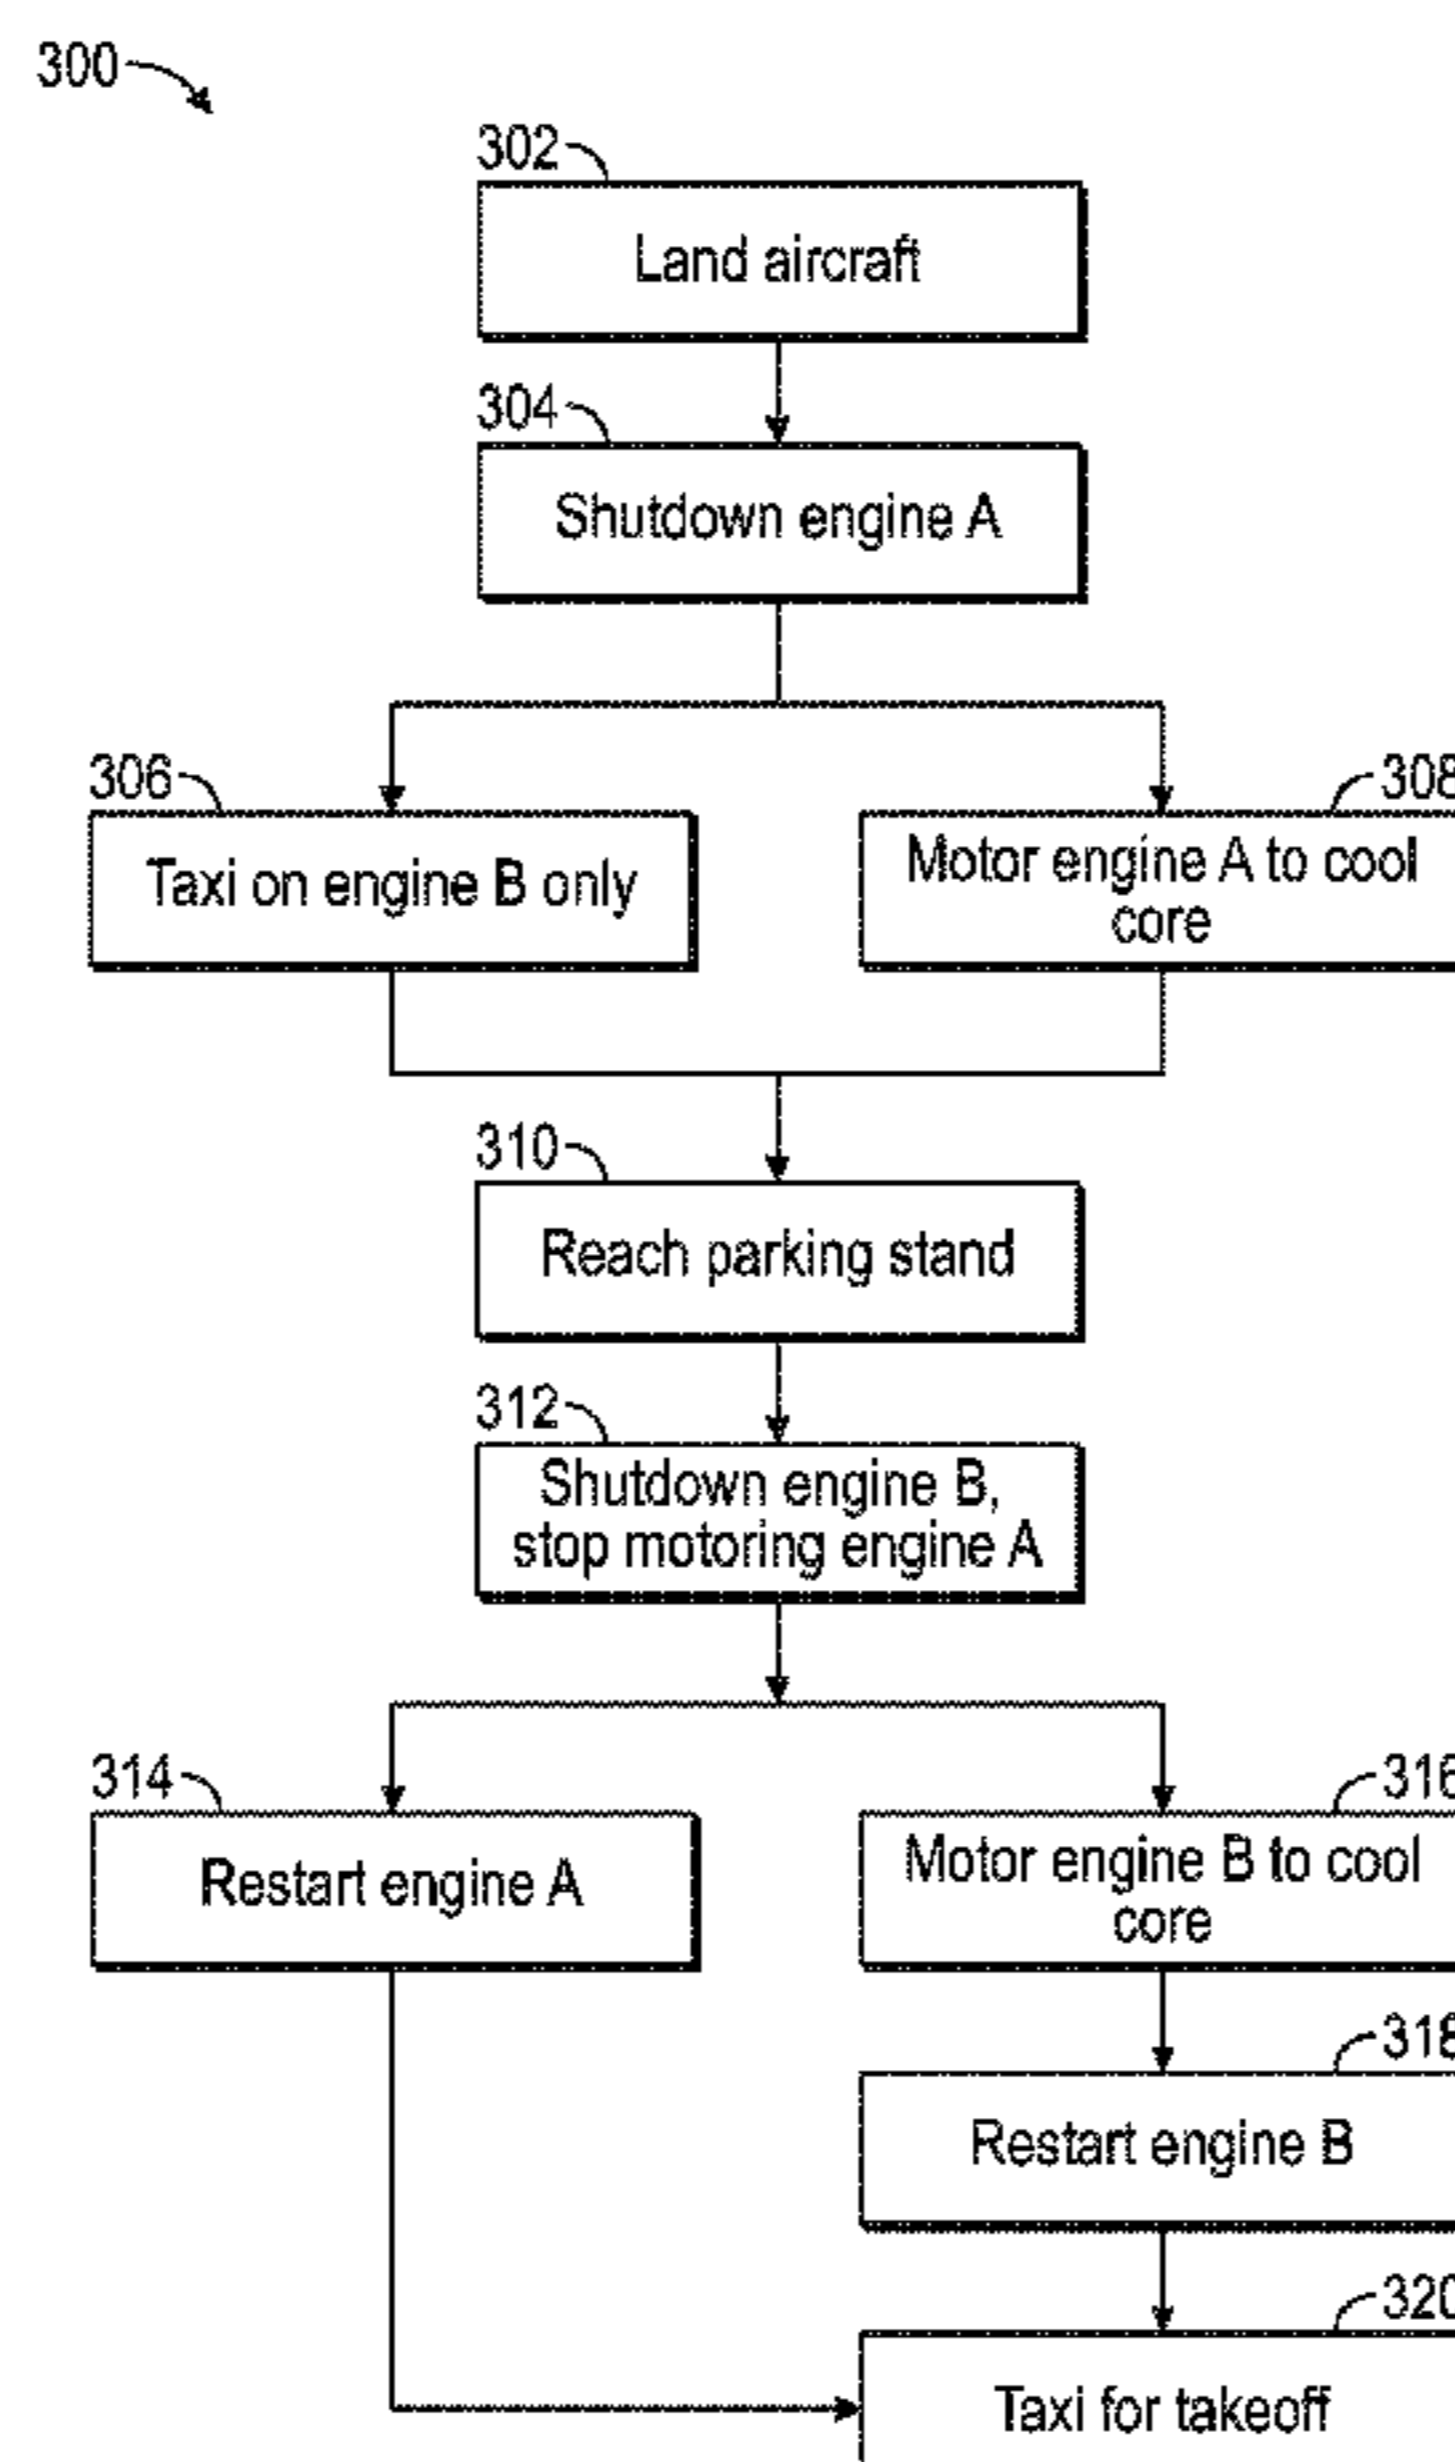 300
302
Land aircraft
304
Shutdown engine A
306
308
Taxi on engine B only
Motor engine A to cool
core
310
Reach parking stand
312
Shutdown engine B,
stop motoring engine A
314
316
Restart engine A
Motor engine B to cool
core
318
Restart engine B
320
Taxi for takeoff